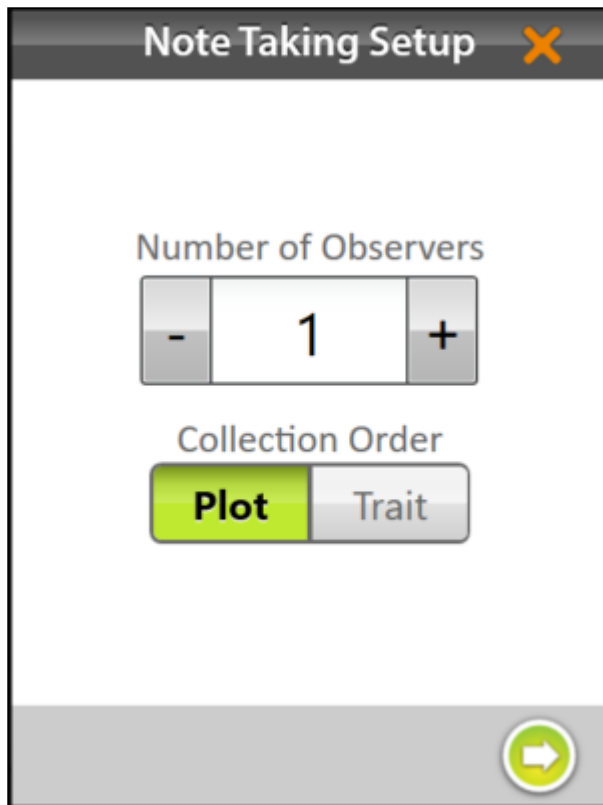 Note Taking Setup
Number of Observers
- 1 +
Collection Order
Plot Trait